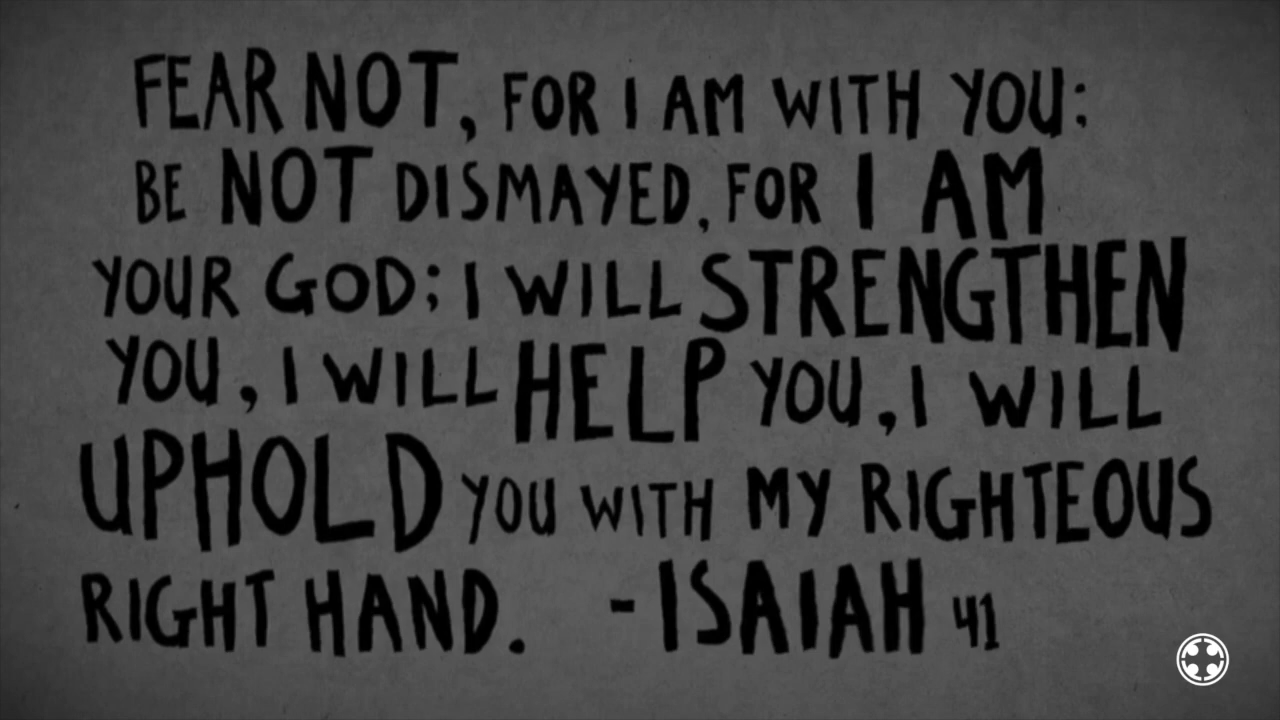 FEAR NOT, FOR I AM WITH YOU:
BE NOT DISMAYED, FOR I AM
YOUR GOD; I WILL STRENGTHEN
YOU, I WILL HELP YOU, I WILL
UPHOLD YOU WITH MY RIGHTEOUS
RIGHT HAND. - ISAIAH 41